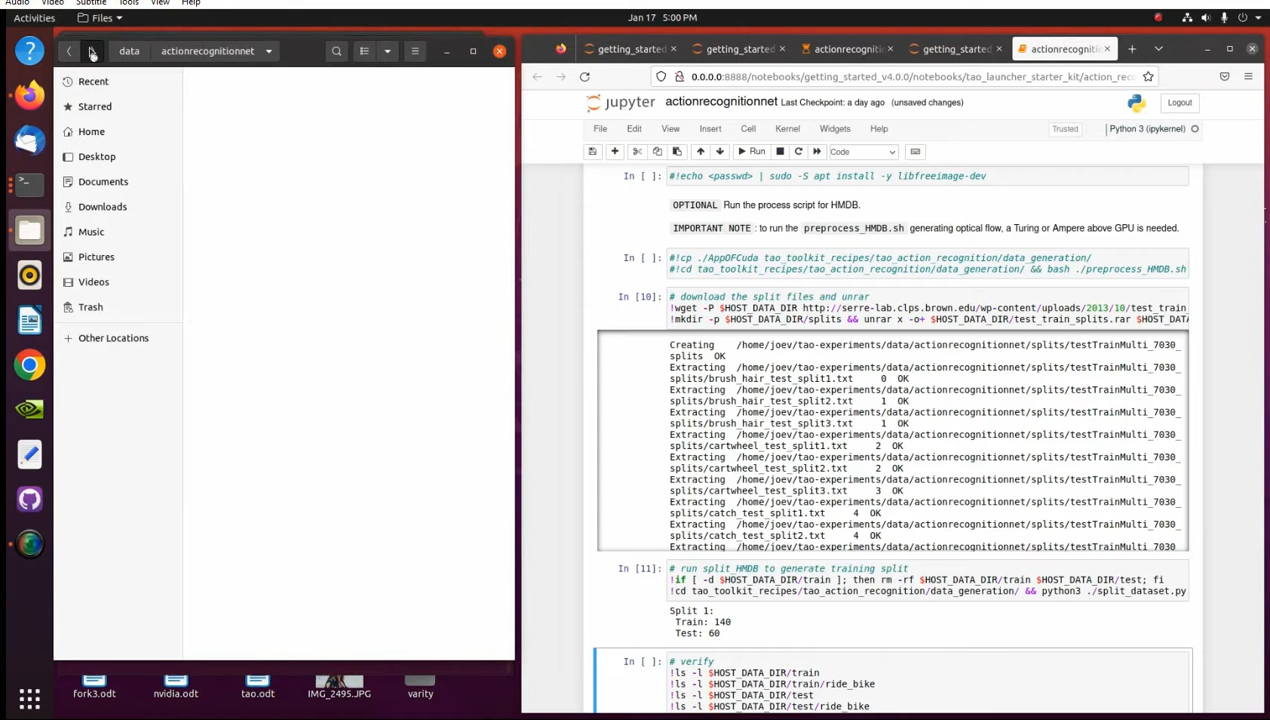 Action Video Subtitle Tools View Help
Activities Files Jan 17 5:00 PM
data actionrecognitionnet
getting_started getting_started actionrecogniti getting_started actionrecogniti
0.0.0.0:8888/notebooks/getting_started_v4.0.0/notebooks/tao_launcher_starter_kit/action_rec
Recent
Starred
Home
Desktop
Documents
Downloads
Music
Pictures
Videos
Trash
+ Other Locations
fork3.odt nvidia.odt tao.odt IMG_2495.JPG varity
jupyter actionrecognitionnet Last Checkpoint: a day ago (unsaved changes) Logout
File Edit View Insert Cell Kernel Widgets Help Trusted Python 3 (ipykernel)
Run Code
In [ ]: #!echo <passwd> | sudo -S apt install -y libfreeimage-dev
OPTIONAL Run the process script for HMDB.
IMPORTANT NOTE : to run the preprocess_HMDB.sh generating optical flow, a Turing or Ampere above GPU is needed.
In [ ]: #!cp ./AppOFCuda tao_toolkit_recipes/tao_action_recognition/data_generation/
#!cd tao_toolkit_recipes/tao_action_recognition/data_generation/ && bash ./preprocess_HMDB.sh
In [10]: # download the split files and unrar
!wget -P $HOST_DATA_DIR http://serre-lab.clps.brown.edu/wp-content/uploads/2013/10/test_train_
!mkdir -p $HOST_DATA_DIR/splits && unrar x -o+ $HOST_DATA_DIR/test_train_splits.rar $HOST_DA
Creating /home/joev/tao-experiments/data/actionrecognitionnet/splits/testTrainMulti_7030_
splits OK
Extracting /home/joev/tao-experiments/data/actionrecognitionnet/splits/testTrainMulti_7030_
splits/brush_hair_test_split1.txt 0 OK
Extracting /home/joev/tao-experiments/data/actionrecognitionnet/splits/testTrainMulti_7030_
splits/brush_hair_test_split2.txt 1 OK
Extracting /home/joev/tao-experiments/data/actionrecognitionnet/splits/testTrainMulti_7030_
splits/brush_hair_test_split3.txt 1 OK
Extracting /home/joev/tao-experiments/data/actionrecognitionnet/splits/testTrainMulti_7030_
splits/cartwheel_test_split1.txt 2 OK
Extracting /home/joev/tao-experiments/data/actionrecognitionnet/splits/testTrainMulti_7030_
splits/cartwheel_test_split2.txt 2 OK
Extracting /home/joev/tao-experiments/data/actionrecognitionnet/splits/testTrainMulti_7030_
splits/cartwheel_test_split3.txt 3 OK
Extracting /home/joev/tao-experiments/data/actionrecognitionnet/splits/testTrainMulti_7030_
splits/catch_test_split1.txt 4 OK
Extracting /home/joev/tao-experiments/data/actionrecognitionnet/splits/testTrainMulti_7030_
splits/catch_test_split2.txt 4 OK
Extracting /home/joev/tao-experiments/data/actionrecognitionnet/splits/testTrainMulti_7030_
In [11]: # run split_HMDB to generate training split
!if [ -d $HOST_DATA_DIR/train ]; then rm -rf $HOST_DATA_DIR/train $HOST_DATA_DIR/test; fi
!cd tao_toolkit_recipes/tao_action_recognition/data_generation/ && python3 ./split_dataset.py
Split 1:
Train: 140
Test: 60
In [ ]: # verify
!ls -l $HOST_DATA_DIR/train
!ls -l $HOST_DATA_DIR/train/ride_bike
!ls -l $HOST_DATA_DIR/test
!ls -l $HOST_DATA_DIR/test/ride_bike